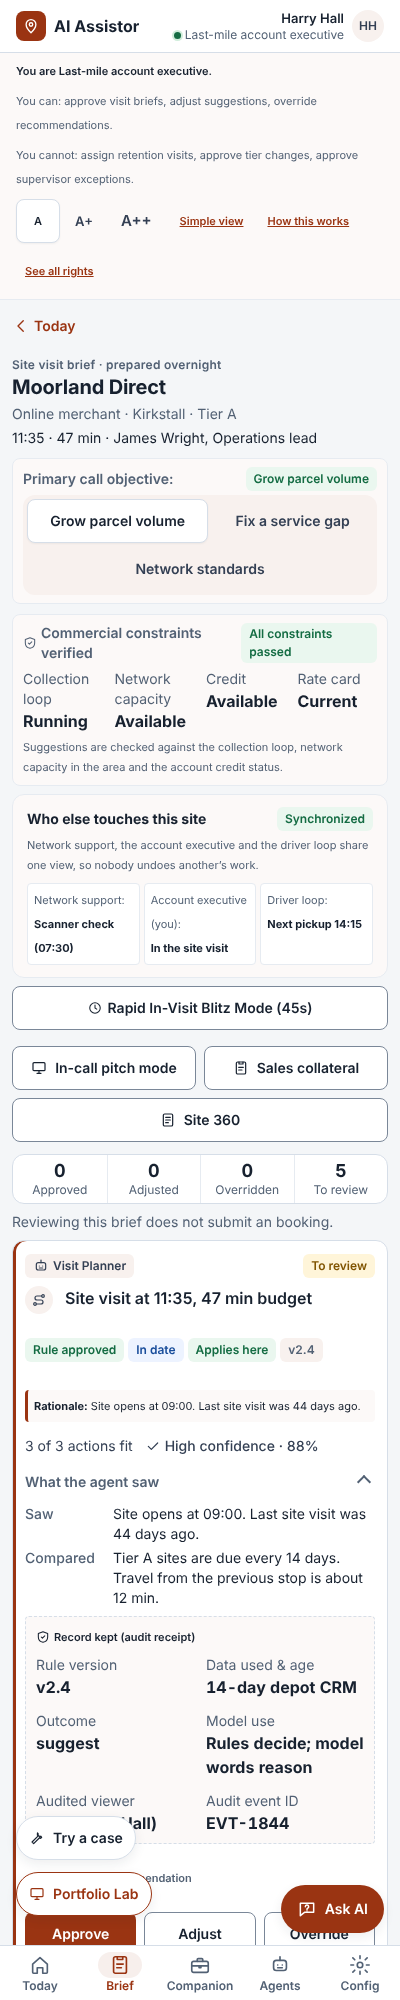 AI Assistor
Harry Hall
Last-mile account executive
HH
You are Last-mile account executive.
You can: approve visit briefs, adjust suggestions, override
recommendations.
You cannot: assign retention visits, approve tier changes, approve
supervisor exceptions.
A
A+
A++
Simple view
How this works
See all rights
Today
Site visit brief · prepared overnight
Moorland Direct
Online merchant · Kirkstall · Tier A
11:35 · 47 min · James Wright, Operations lead
Primary call objective:
Grow parcel volume
Grow parcel volume
Fix a service gap
Network standards
Commercial constraints
verified
All constraints
passed
Collection
loop
Running
Network
capacity
Available
Credit
Available
Rate card
Current
Suggestions are checked against the collection loop, network
capacity in the area and the account credit status.
Who else touches this site
Synchronized
Network support, the account executive and the driver loop share
one view, so nobody undoes another's work.
Network support:
Scanner check
(07:30)
Account executive
(you):
In the site visit
Driver loop:
Next pickup 14:15
Rapid In-Visit Blitz Mode (45s)
In-call pitch mode
Sales collateral
Site 360
0
Approved
0
Adjusted
0
Overridden
5
To review
Reviewing this brief does not submit an booking.
Visit Planner
To review
Site visit at 11:35, 47 min budget
Rule approved
In date
Applies here
v2.4
Rationale: Site opens at 09:00. Last site visit was 44 days ago.
3 of 3 actions fit
High confidence · 88%
What the agent saw
Saw
Site opens at 09:00. Last site visit was
44 days ago.
Compared
Tier A sites are due every 14 days.
Travel from the previous stop is about
12 min.
Record kept (audit receipt)
Rule version
v2.4
Data used & age
14-day depot CRM
Outcome
suggest
Model use
Rules decide; model
words reason
Audited viewer
Hall)
Audit event ID
EVT-1844
Try a case
endation
Portfolio Lab
Ask AI
Approve
Adjust
Override
Today
Brief
Companion
Agents
Config